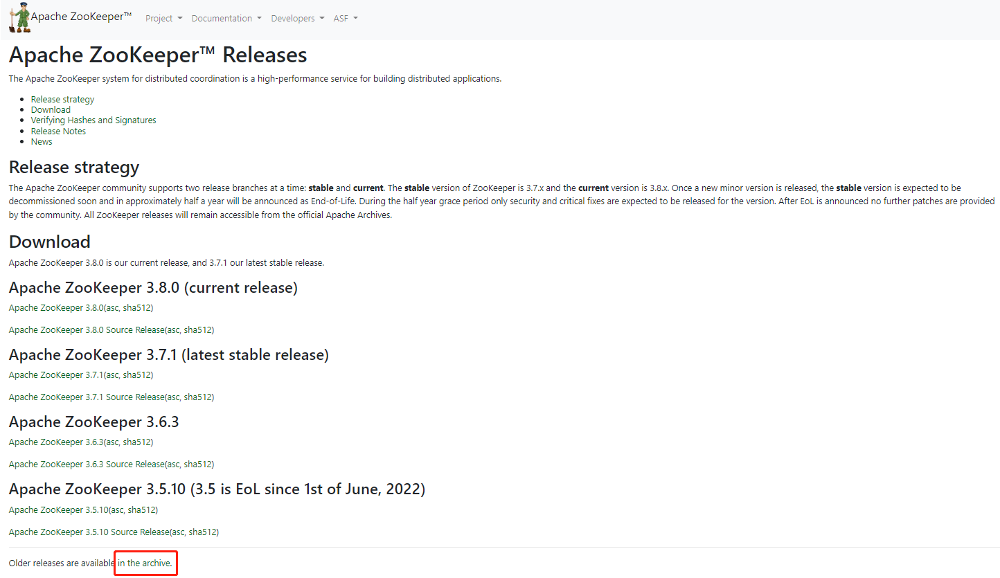 Apache ZooKeeper™ Project Documentation Developers ASF
Apache ZooKeeper™ Releases
The Apache ZooKeeper system for distributed coordination is a high-performance service for building distributed applications.
Release strategy
Download
Verifying Hashes and Signatures
Release Notes
News
Release strategy
The Apache ZooKeeper community supports two release branches at a time: stable and current. The stable version of ZooKeeper is 3.7.x and the current version is 3.8.x. Once a new minor version is released, the stable version is expected to be
decommissioned soon and in approximately half a year will be announced as End-of-Life. During the half year grace period only security and critical fixes are expected to be released for the version. After EoL is announced no further patches are provided
by the community. All ZooKeeper releases will remain accessible from the official Apache Archives.
Download
Apache ZooKeeper 3.8.0 is our current release, and 3.7.1 our latest stable release.
Apache ZooKeeper 3.8.0 (current release)
Apache ZooKeeper 3.8.0(asc, sha512)
Apache ZooKeeper 3.8.0 Source Release(asc, sha512)
Apache ZooKeeper 3.7.1 (latest stable release)
Apache ZooKeeper 3.7.1(asc, sha512)
Apache ZooKeeper 3.7.1 Source Release(asc, sha512)
Apache ZooKeeper 3.6.3
Apache ZooKeeper 3.6.3(asc, sha512)
Apache ZooKeeper 3.6.3 Source Release(asc, sha512)
Apache ZooKeeper 3.5.10 (3.5 is EoL since 1st of June, 2022)
Apache ZooKeeper 3.5.10(asc, sha512)
Apache ZooKeeper 3.5.10 Source Release(asc, sha512)
Older releases are available in the archive.